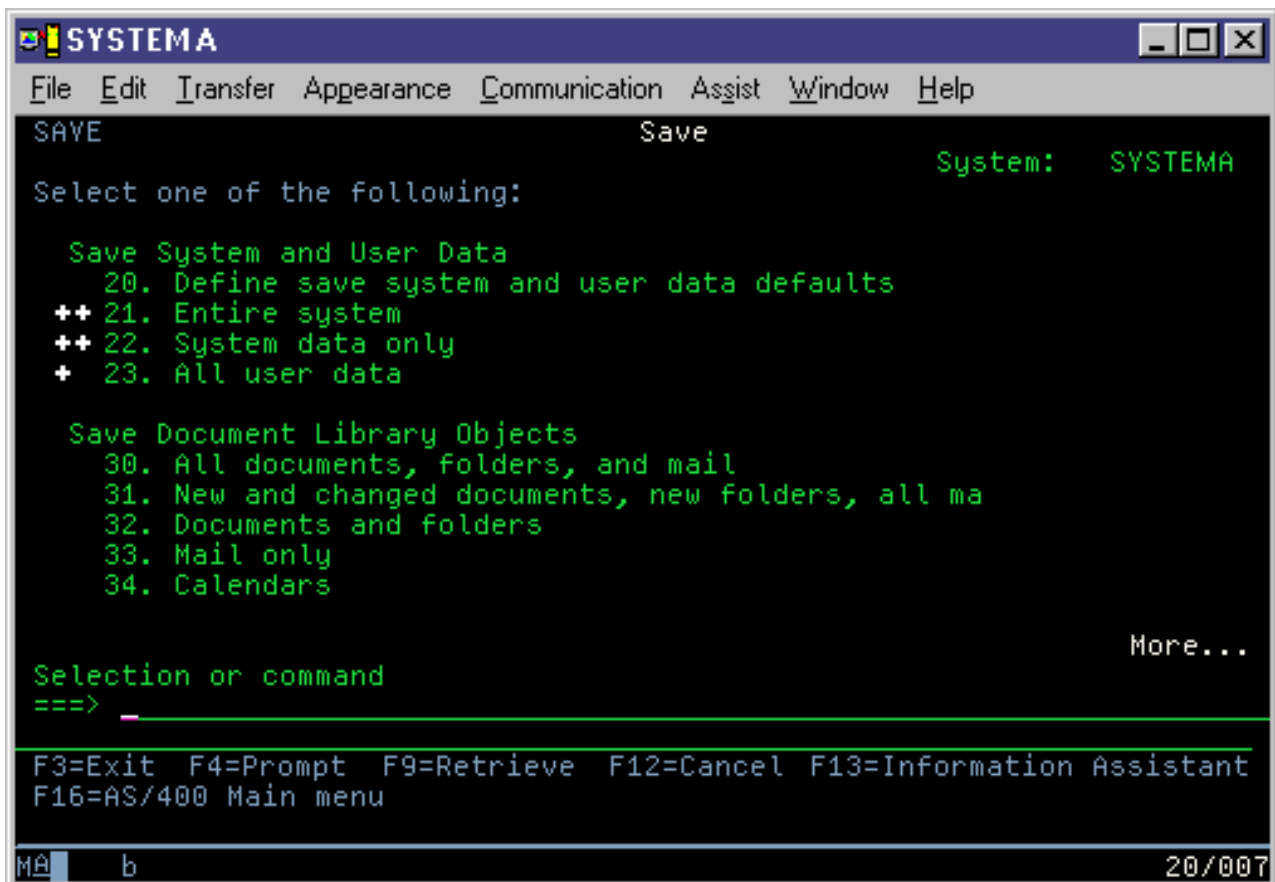 SYSTEMA
File Edit Transfer Appearance Communication Assist Window Help
SAVE Save
System: SYSTEMA
Select one of the following:
Save System and User Data
20. Define save system and user data defaults
++ 21. Entire system
++ 22. System data only
+ 23. All user data
Save Document Library Objects
30. All documents, folders, and mail
31. New and changed documents, new folders, all ma
32. Documents and folders
33. Mail only
34. Calendars
More...
Selection or command
===>
F3=Exit F4=Prompt F9=Retrieve F12=Cancel F13=Information Assistant
F16=AS/400 Main menu
MA b 20/007